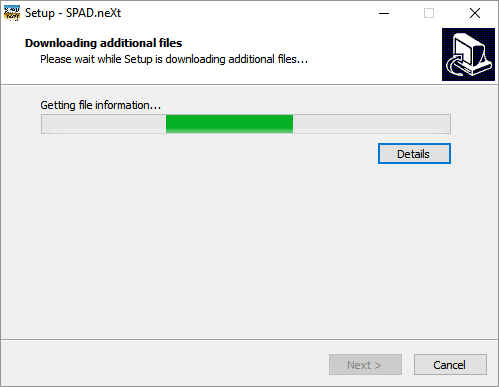 Setup - SPAD.neXt
Downloading additional files
Please wait while Setup is downloading additional files...
Getting file information...
Details
Next >
Cancel